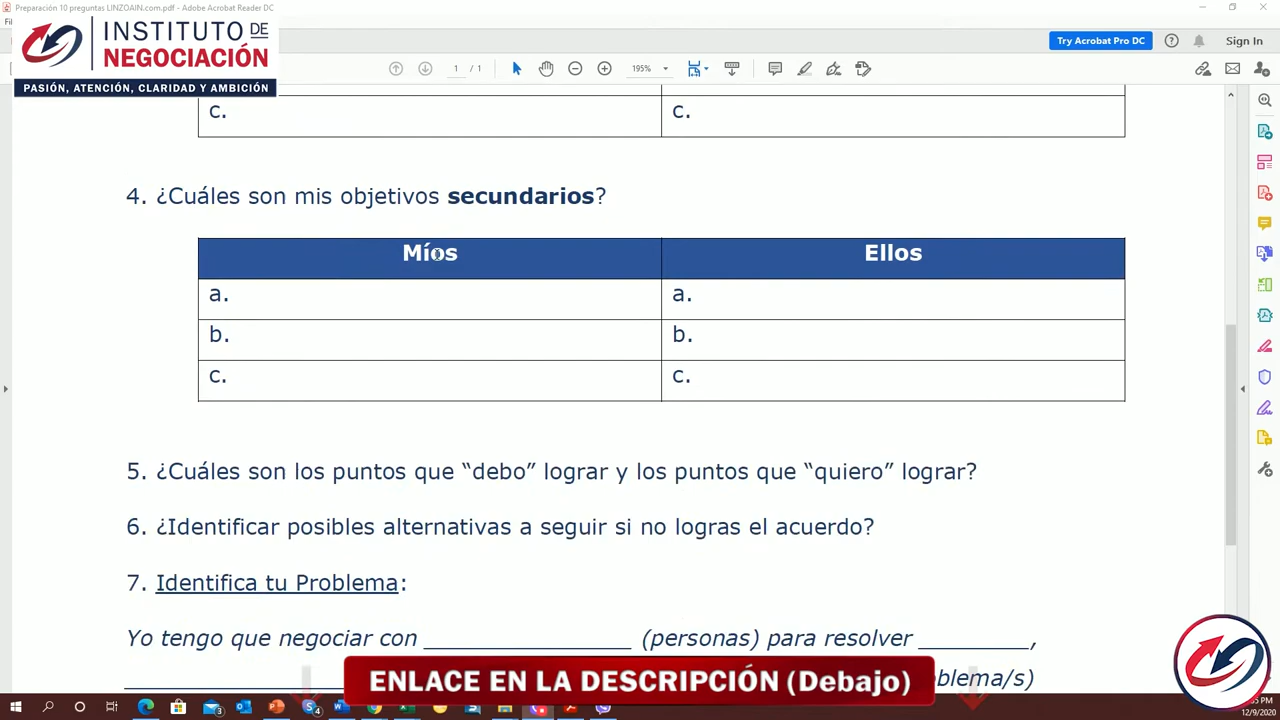 Preparación 10 preguntas LINZOAIN.com.pdf - Adobe Acrobat Reader DC
INSTITUTO DE
NEGOCIACIÓN
PASIÓN, ATENCIÓN, CLARIDAD Y AMBICIÓN
Try Acrobat Pro DC
Sign In
1 / 1
195%
c. c.
4. ¿Cuáles son mis objetivos secundarios?
Míos Ellos
a. a.
b. b.
c. c.
5. ¿Cuáles son los puntos que “debo” lograr y los puntos que “quiero” lograr?
6. ¿Identificar posibles alternativas a seguir si no logras el acuerdo?
7. Identifica tu Problema:
Yo tengo que negociar con _________________ (personas) para resolver _________,
ENLACE EN LA DESCRIPCIÓN (Debajo)
12/9/2020